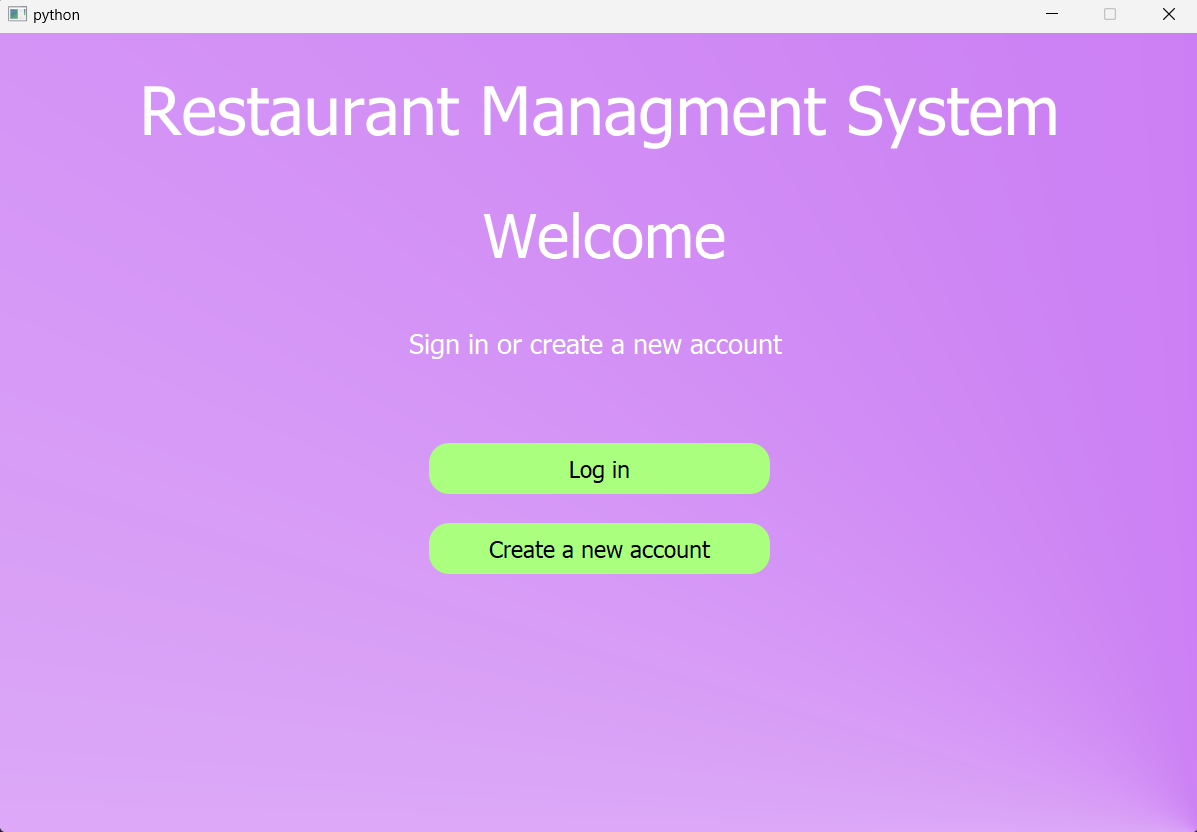 python
Restaurant Managment System
Welcome
Sign in or create a new account
Log in
Create a new account